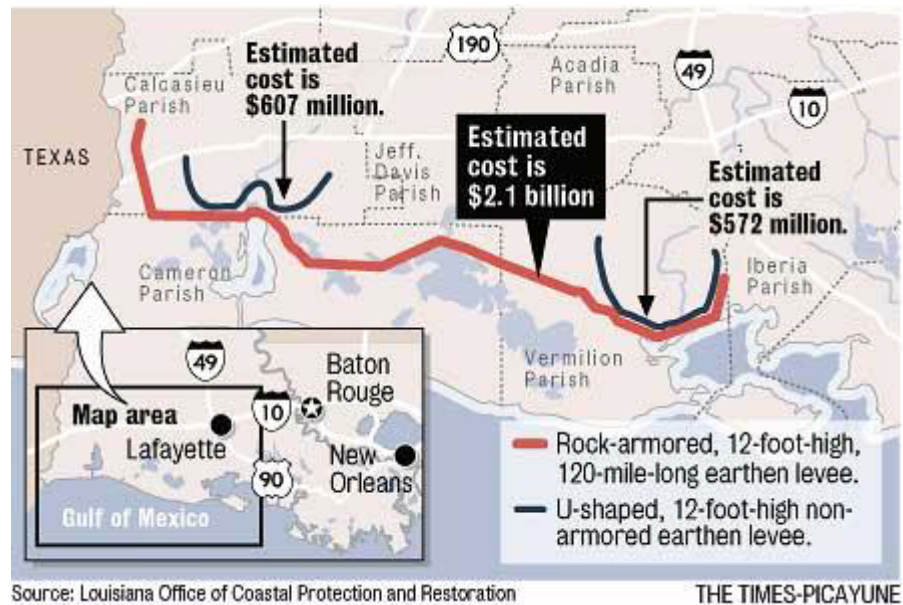 Estimated
cost is
$607 million.
190
Calcasieu
Parish
Acadia
Parish
49
10
TEXAS
Jeff.
Davis
Parish
Estimated
cost is
$2.1 billion
Estimated
cost is
$572 million.
Cameron
Parish
Iberia
Parish
Vermilion
Parish
49
Baton
Rouge
Map area
10
Lafayette
New
Orleans
90
Gulf of Mexico
Rock-armored, 12-foot-high,
120-mile-long earthen levee.
U-shaped, 12-foot-high non-
armored earthen levee.
Source: Louisiana Office of Coastal Protection and Restoration
THE TIMES-PICAYUNE